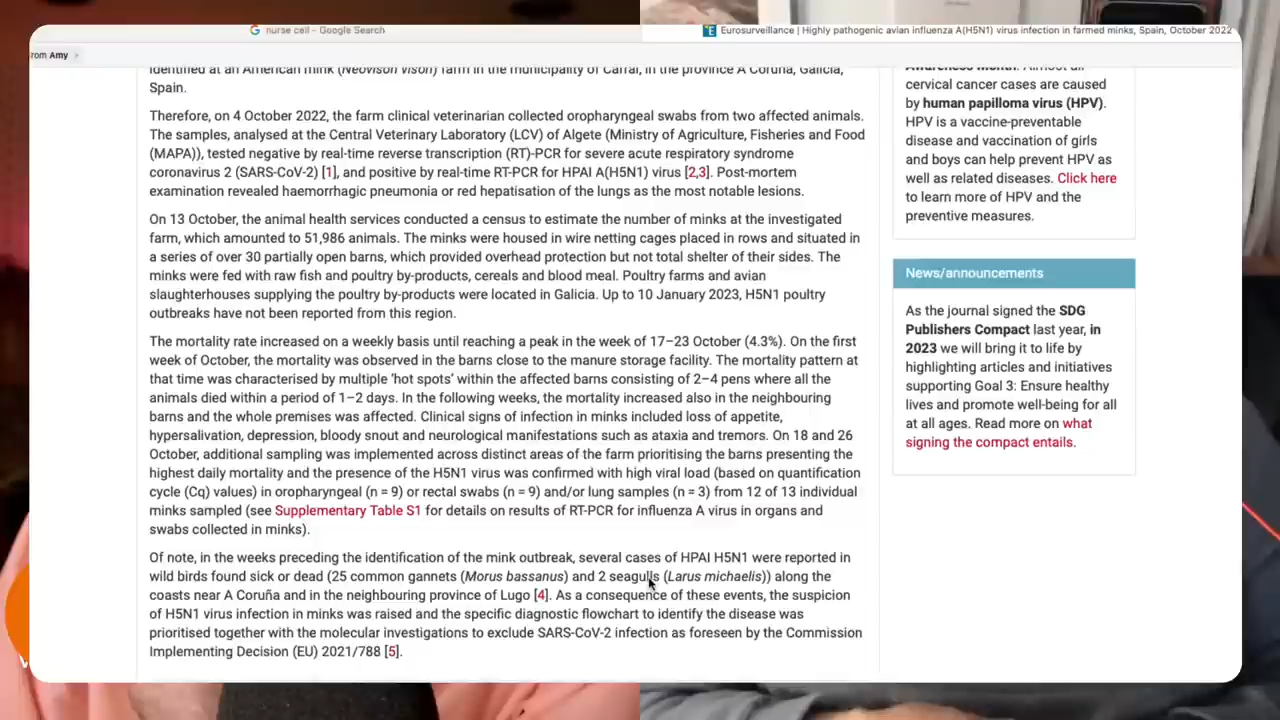 nurse cell - Google Search
Eurosurveillance | Highly pathogenic avian influenza A(H5N1) virus infection in farmed minks, Spain, October 2022
rom Amy
identified at an American mink (Neovison vison) farm in the municipality of Carral, in the province A Coruña, Galicia,
Spain.
Therefore, on 4 October 2022, the farm clinical veterinarian collected oropharyngeal swabs from two affected animals.
The samples, analysed at the Central Veterinary Laboratory (LCV) of Algete (Ministry of Agriculture, Fisheries and Food
(MAPA)), tested negative by real-time reverse transcription (RT)-PCR for severe acute respiratory syndrome
coronavirus 2 (SARS-CoV-2) [1], and positive by real-time RT-PCR for HPAI A(H5N1) virus [2,3]. Post-mortem
examination revealed haemorrhagic pneumonia or red hepatisation of the lungs as the most notable lesions.
On 13 October, the animal health services conducted a census to estimate the number of minks at the investigated
farm, which amounted to 51,986 animals. The minks were housed in wire netting cages placed in rows and situated in
a series of over 30 partially open barns, which provided overhead protection but not total shelter of their sides. The
minks were fed with raw fish and poultry by-products, cereals and blood meal. Poultry farms and avian
slaughterhouses supplying the poultry by-products were located in Galicia. Up to 10 January 2023, H5N1 poultry
outbreaks have not been reported from this region.
The mortality rate increased on a weekly basis until reaching a peak in the week of 17–23 October (4.3%). On the first
week of October, the mortality was observed in the barns close to the manure storage facility. The mortality pattern at
that time was characterised by multiple 'hot spots' within the affected barns consisting of 2–4 pens where all the
animals died within a period of 1–2 days. In the following weeks, the mortality increased also in the neighbouring
barns and the whole premises was affected. Clinical signs of infection in minks included loss of appetite,
hypersalivation, depression, bloody snout and neurological manifestations such as ataxia and tremors. On 18 and 26
October, additional sampling was implemented across distinct areas of the farm prioritising the barns presenting the
highest daily mortality and the presence of the H5N1 virus was confirmed with high viral load (based on quantification
cycle (Cq) values) in oropharyngeal (n = 9) or rectal swabs (n = 9) and/or lung samples (n = 3) from 12 of 13 individual
minks sampled (see Supplementary Table S1 for details on results of RT-PCR for influenza A virus in organs and
swabs collected in minks).
Of note, in the weeks preceding the identification of the mink outbreak, several cases of HPAI H5N1 were reported in
wild birds found sick or dead (25 common gannets (Morus bassanus) and 2 seagulls (Larus michaelis)) along the
coasts near A Coruña and in the neighbouring province of Lugo [4]. As a consequence of these events, the suspicion
of H5N1 virus infection in minks was raised and the specific diagnostic flowchart to identify the disease was
prioritised together with the molecular investigations to exclude SARS-CoV-2 infection as foreseen by the Commission
Implementing Decision (EU) 2021/788 [5].
Awareness Month. Almost all
cervical cancer cases are caused
by human papilloma virus (HPV).
HPV is a vaccine-preventable
disease and vaccination of girls
and boys can help prevent HPV as
well as related diseases. Click here
to learn more of HPV and the
preventive measures.
News/announcements
As the journal signed the SDG
Publishers Compact last year, in
2023 we will bring it to life by
highlighting articles and initiatives
supporting Goal 3: Ensure healthy
lives and promote well-being for all
at all ages. Read more on what
signing the compact entails.